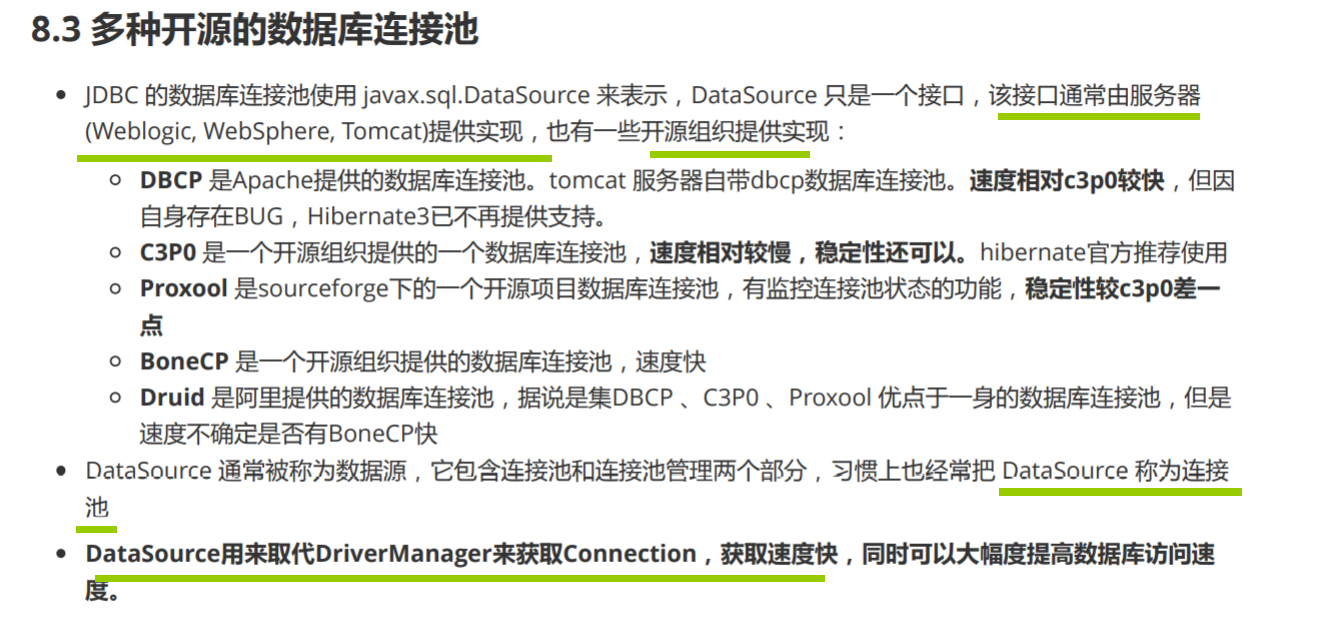 8.3 多种开源的数据库连接池
JDBC 的数据库连接池使用 javax.sql.DataSource 来表示，DataSource 只是一个接口，该接口通常由服务器
(Weblogic, WebSphere, Tomcat)提供实现，也有一些开源组织提供实现：
DBCP 是Apache提供的数据库连接池。tomcat 服务器自带dbcp数据库连接池。速度相对c3p0较快，但因
自身存在BUG，Hibernate3已不再提供支持。
C3P0 是一个开源组织提供的一个数据库连接池，速度相对较慢，稳定性还可以。hibernate官方推荐使用
Proxool 是sourceforge下的一个开源项目数据库连接池，有监控连接池状态的功能，稳定性较c3p0差一
点
BoneCP 是一个开源组织提供的数据库连接池，速度快
Druid 是阿里提供的数据库连接池，据说是集DBCP 、C3P0 、Proxool 优点于一身的数据库连接池，但是
速度不确定是否有BoneCP快
DataSource 通常被称为数据源，它包含连接池和连接池管理两个部分，习惯上也经常把 DataSource 称为连接
池
DataSource用来取代DriverManager来获取Connection，获取速度快，同时可以大幅度提高数据库访问速
度。